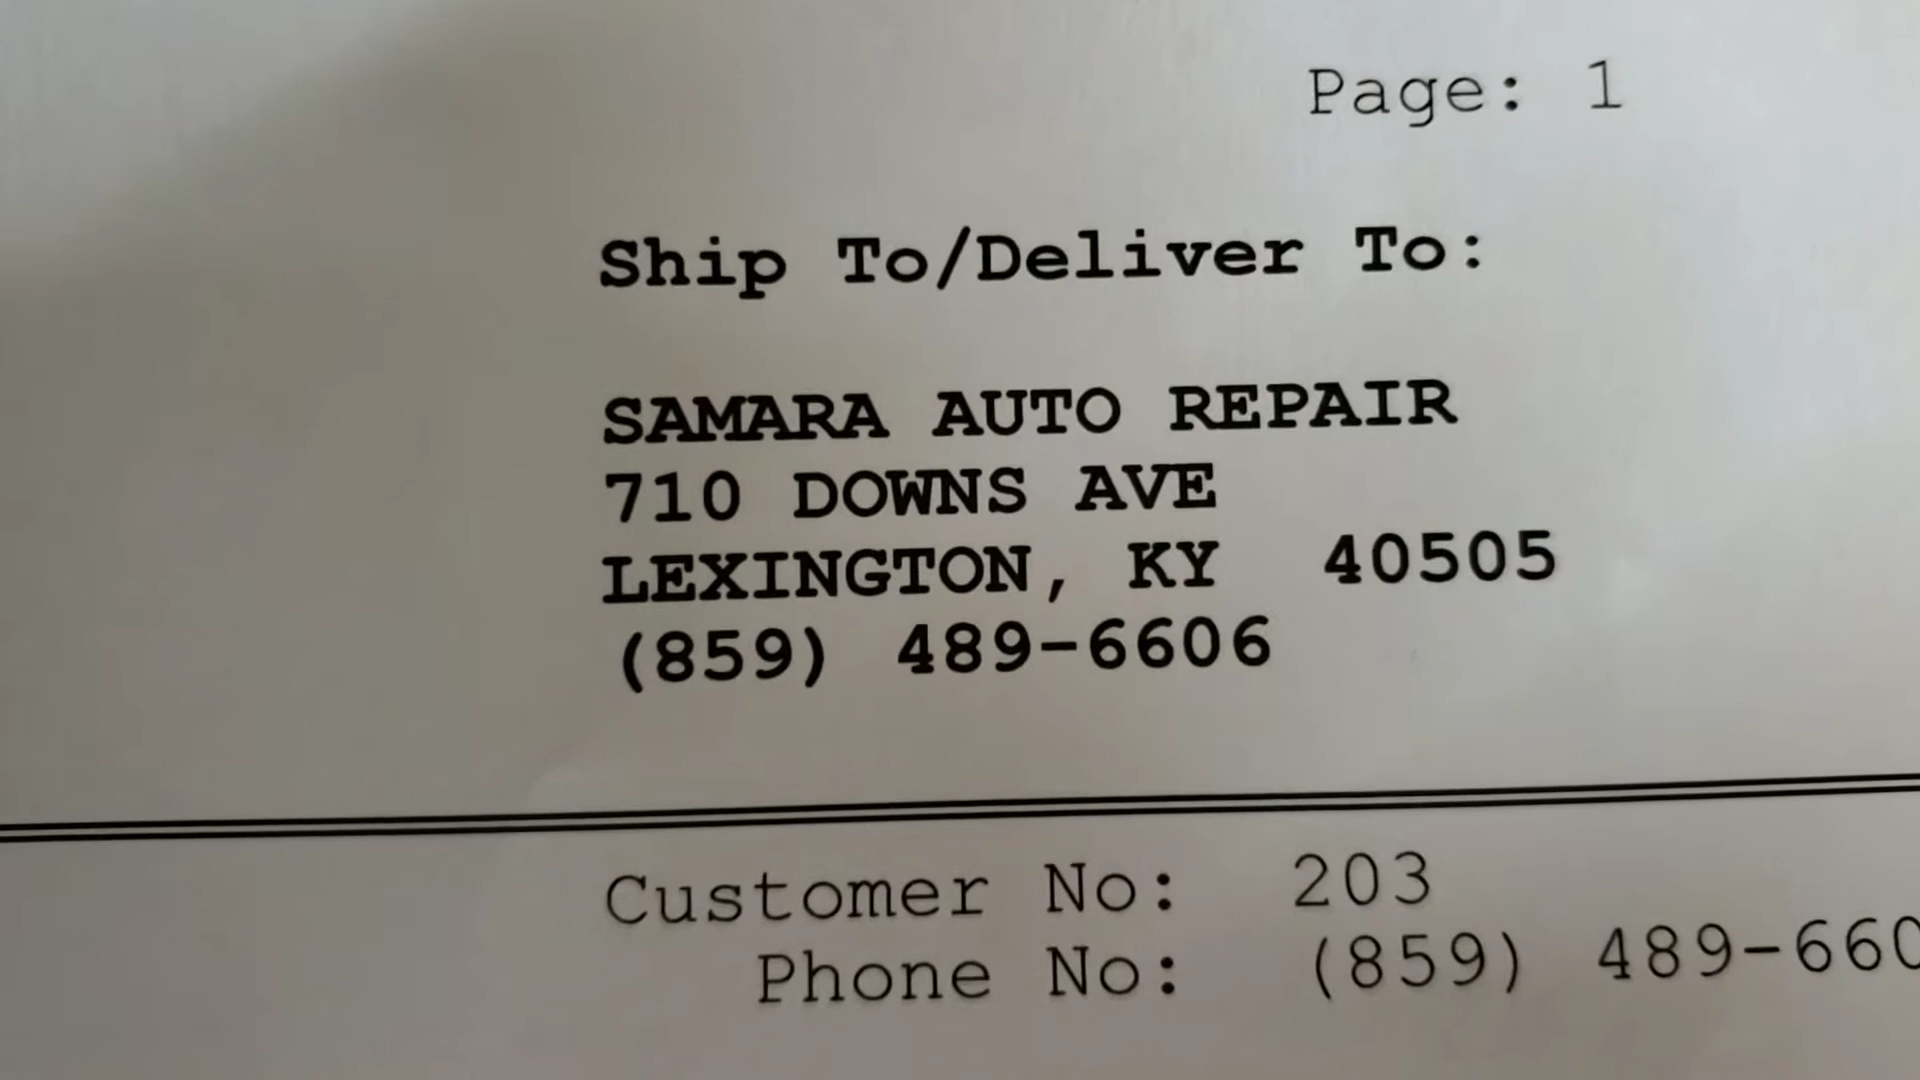 Page: 1
Ship To/Deliver To:
SAMARA AUTO REPAIR
710 DOWNS AVE
LEXINGTON, KY 40505
(859) 489-6606
Customer No: 203
Phone No: (859) 489-660